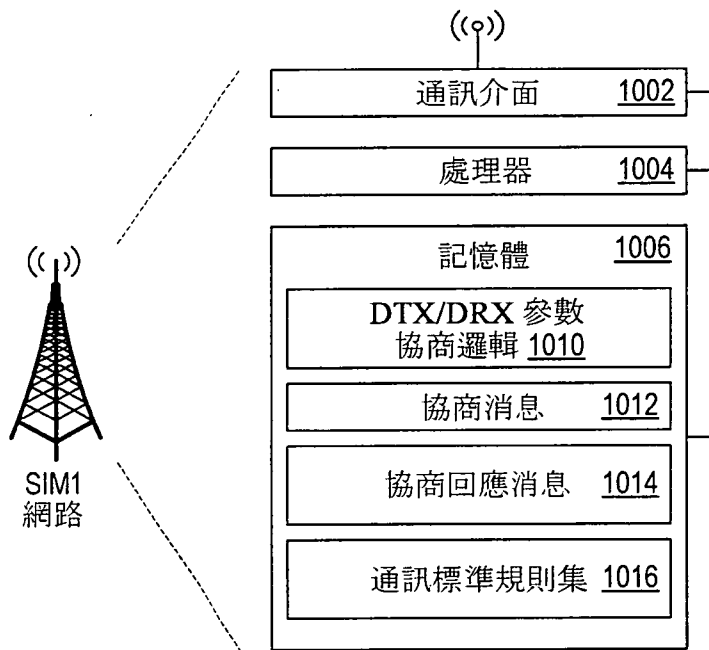 通訊介面 1002
處理器 1004
記憶體 1006
DTX/DRX 參數
協商邏輯 1010
協商消息 1012
協商回應消息 1014
通訊標準規則集 1016
SIM1
網路